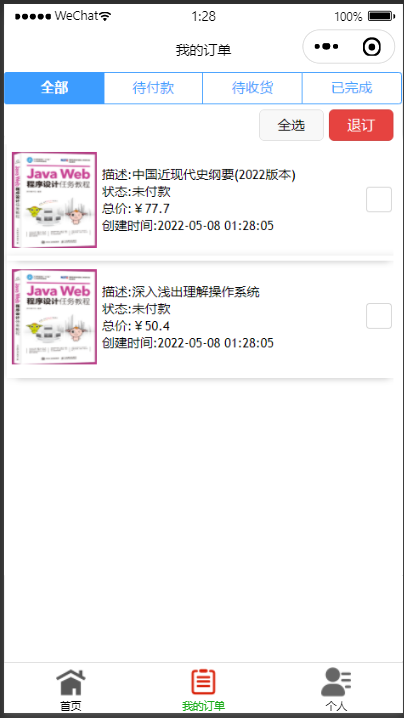 WeChat 1:28 100%
我的订单
全部 待付款 待收货 已完成
全选 退订
Java Web
程序设计任务教程
描述:中国近现代史纲要(2022版本)
状态:未付款
总价:￥77.7
创建时间:2022-05-08 01:28:05
Java Web
程序设计任务教程
描述:深入浅出理解操作系统
状态:未付款
总价:￥50.4
创建时间:2022-05-08 01:28:05
首页 我的订单 个人